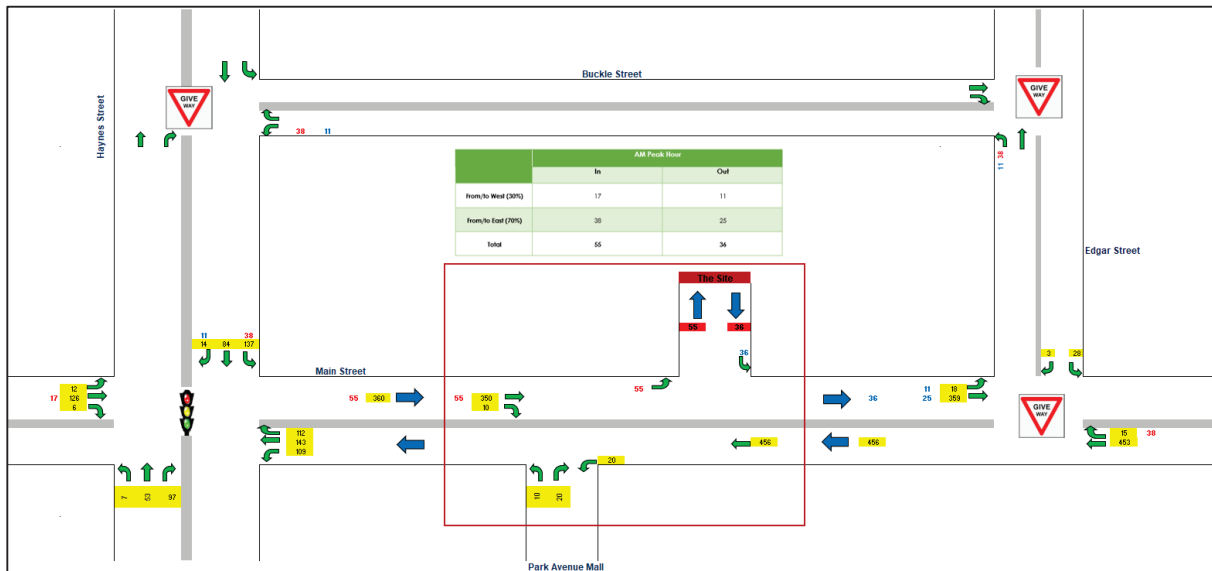 Buckle Street
GIVE
WAY
GIVE
WAY
Haynes Street
38 11
11 38
AM Peak Hour
In Out
From/to West (30%) 17 11
From/to East (70%) 38 25
Total 55 36
Edgar Street
The Site
55 36
11 38
14 84 137
36
3 28
Main Street
12
17 126
6
55 360
55 350
10
55
36
11 18
25 359
GIVE
WAY
112
143
109
456
456
15 38
453
20
7 53 97
10 20
Park Avenue Mall